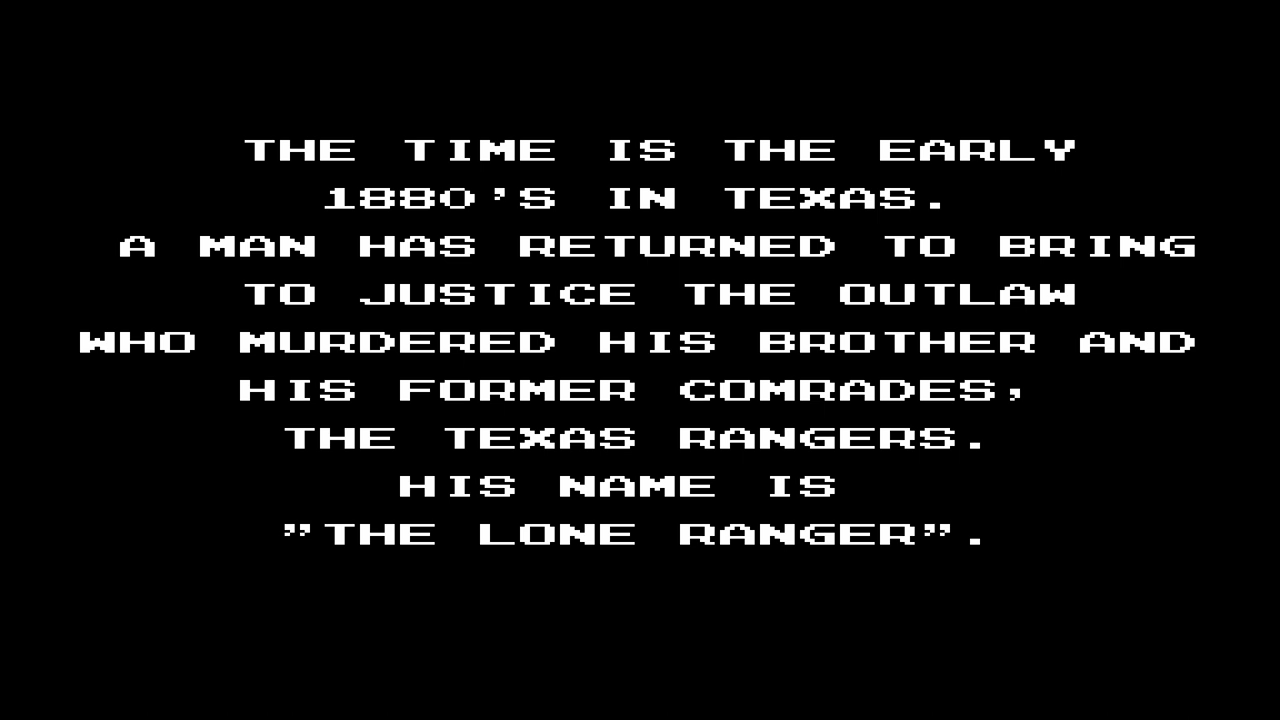 THE TIME IS THE EARLY
1880'S IN TEXAS.
A MAN HAS RETURNED TO BRING
TO JUSTICE THE OUTLAW
WHO MURDERED HIS BROTHER AND
HIS FORMER COMRADES,
THE TEXAS RANGERS.
HIS NAME IS
"THE LONE RANGER".